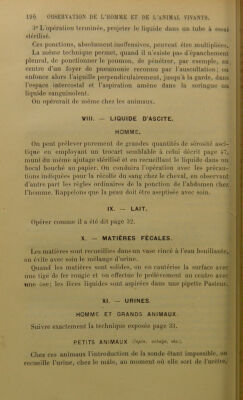 126 OBSERVATION DE L'HOMME ET DE L'ANIMAL VIVANTS.
3° L'opération terminée, projeter le liquide dans un tube à essai
stérilisé.
Ces ponctions, absolument inoffensives, peuvent être multipliées.
La même technique permet, quand il n'existe pas d'épanchement
pleural, de ponctionner le poumon, de pénétrer, par exemple, au
centre d'un foyer de pneumonie reconnu par l'auscultation; on
enfonce alors l'aiguille perpendiculairement, jusqu'à la garde, dans
l'espace intercostal et l'aspiration amène dans la seringue un
liquide sanguinolent.
On opérerait de même chez les animaux.
VIII. — LIQUIDE D'ASCITE.
HOMME.
On peut prélever purement de grandes quantités de sérosité asci-
tique en employant un trocart semblable à celui décrit page 47,
muni du même ajutage stérilisé et en recueillant le liquide dans un
bocal bouché au papier. On conduira l'opération avec les précau-
tions indiquées pour la récolte du sang chez le cheval, en observant
d'autre part les règles ordinaires de la ponction de l'abdomen chez
l'homme. Rappelons que la peau doit être aseptisée avec soin.
IX. — LAIT.
Opérer comme il a été dit page 52.
X. — MATIÈRES FÉCALES.
Les matières sont recueillies dans un vase rincé à l'eau bouillante,
on évite avec soin le mélange d'urine.
Quand les matières sont solides, on en cautérise la surface avec
une tige de fer rougie et on effectue le prélèvement au centre avec
une öse; les fèces liquides sont aspirées dans une pipette Pasteur.
XI. — URINES.
HOMME ET GRANDS ANIMAUX.
Suivre exactement la technique exposée page 33.
PETITS ANIMAUX (lapin, cobaye, etc.).
Chez ces animaux l'introduction de la sonde étant impossible, on
recueille l'urine, chez le mâle, au moment où elle sort de l'urètre,